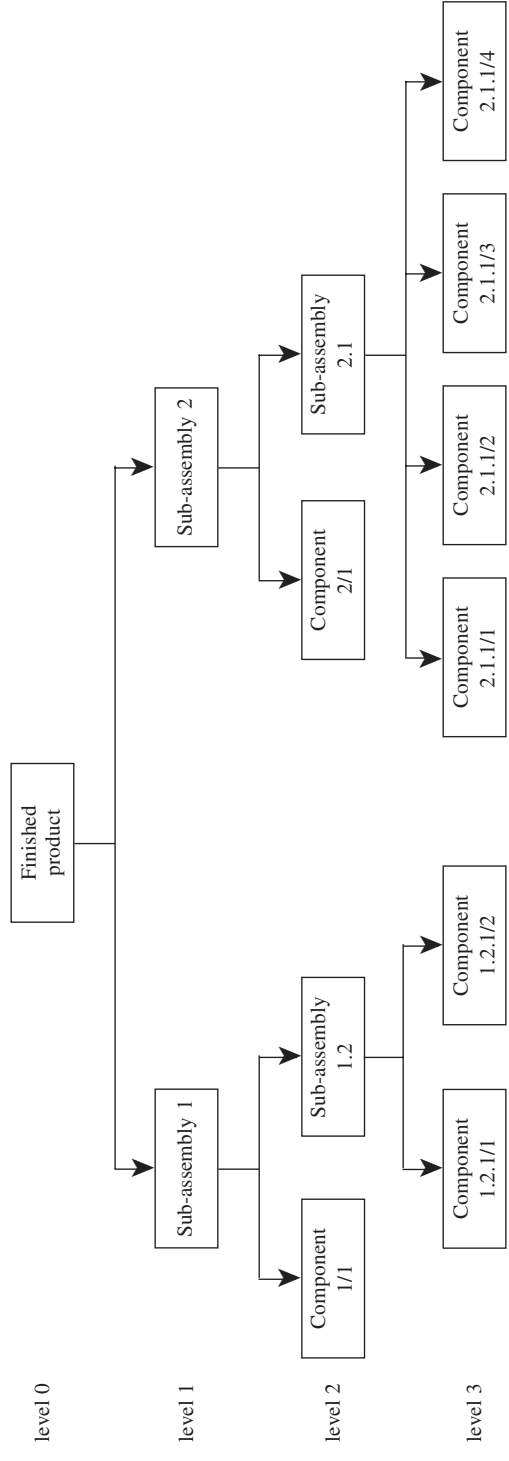 level 0
Finished
product
level 1
Sub-assembly 1
Sub-assembly 2
level 2
Component
1/1
Sub-assembly
1.2
Component
2/1
Sub-assembly
2.1
level 3
Component
1.2.1/1
Component
1.2.1/2
Component
2.1.1/1
Component
2.1.1/2
Component
2.1.1/3
Component
2.1.1/4